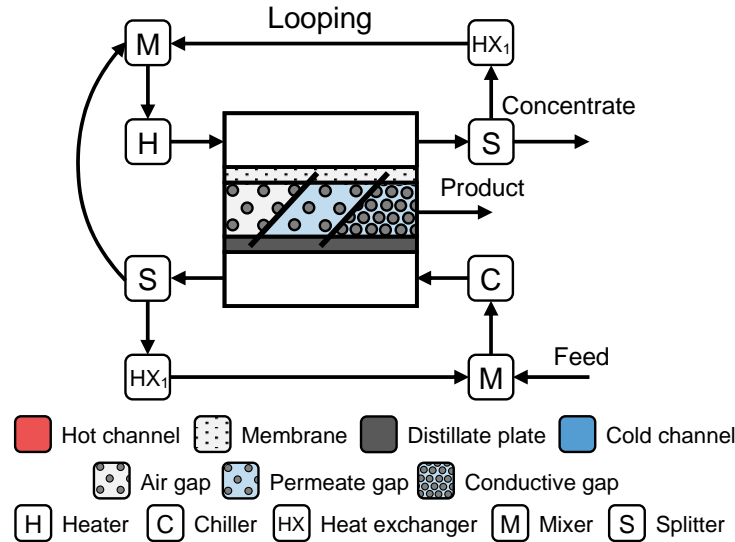 Looping
M
HX₁
Concentrate
H
S
Product
S
C
Feed
HX₁
M
Hot channel Membrane Distillate plate Cold channel
Air gap Permeate gap Conductive gap
H Heater C Chiller HX Heat exchanger M Mixer S Splitter